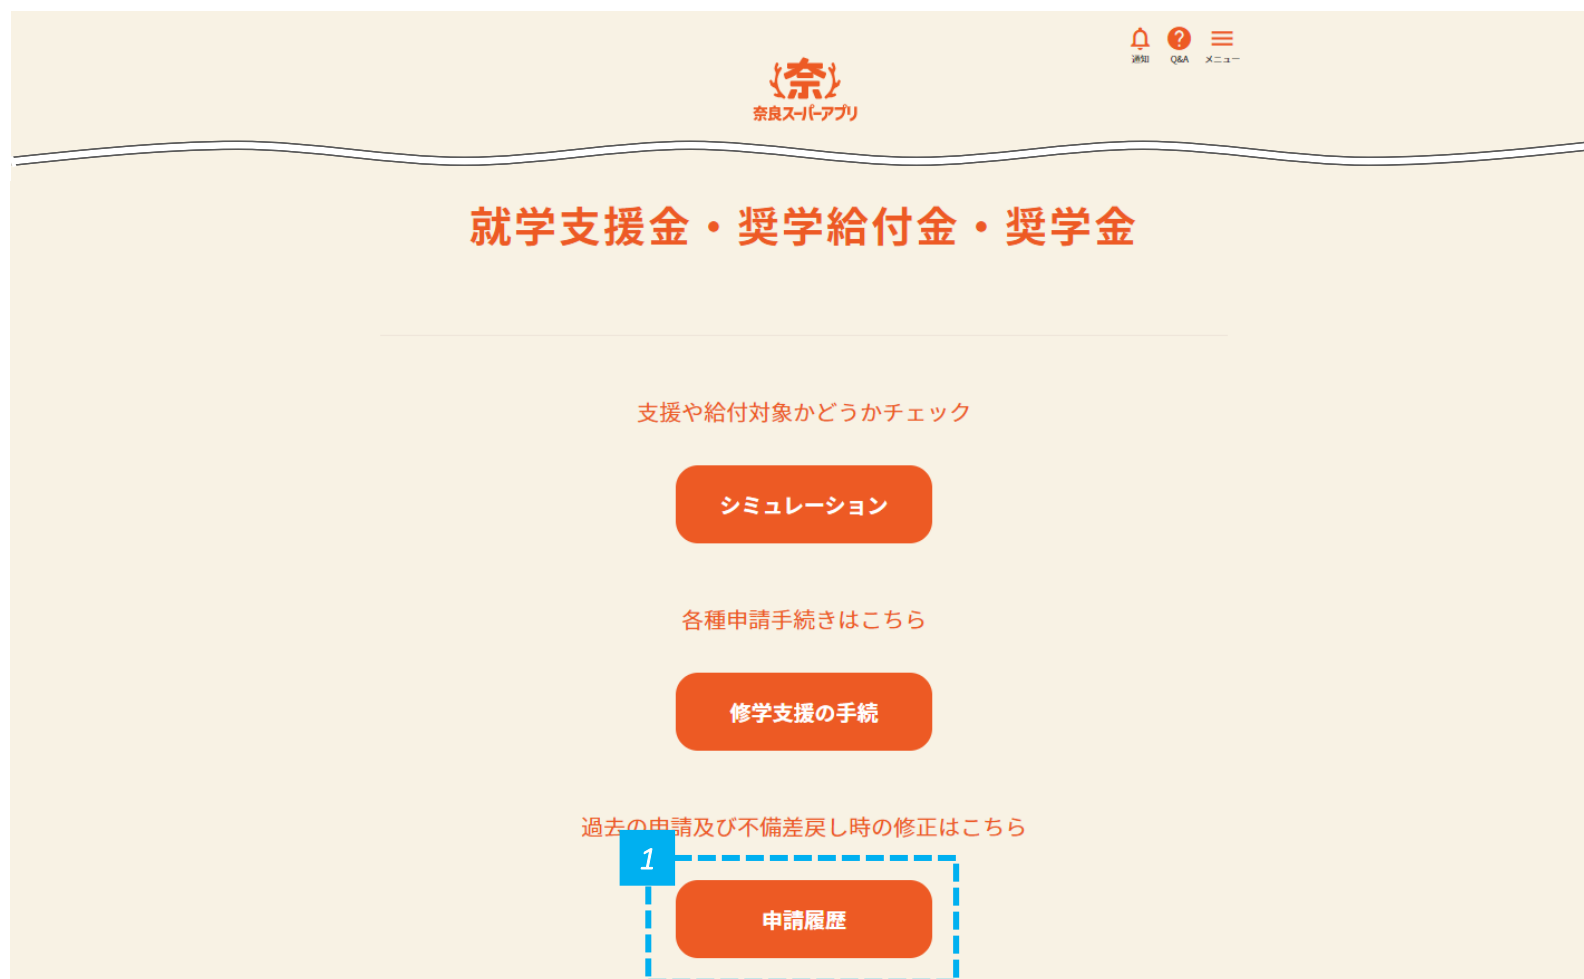 通知 Q&A メニュー
奈
奈良スーパーアプリ
就学支援金・奨学給付金・奨学金
支援や給付対象かどうかチェック
シミュレーション
各種申請手続きはこちら
修学支援の手続
過去の申請及び不備差戻し時の修正はこちら
1
申請履歴